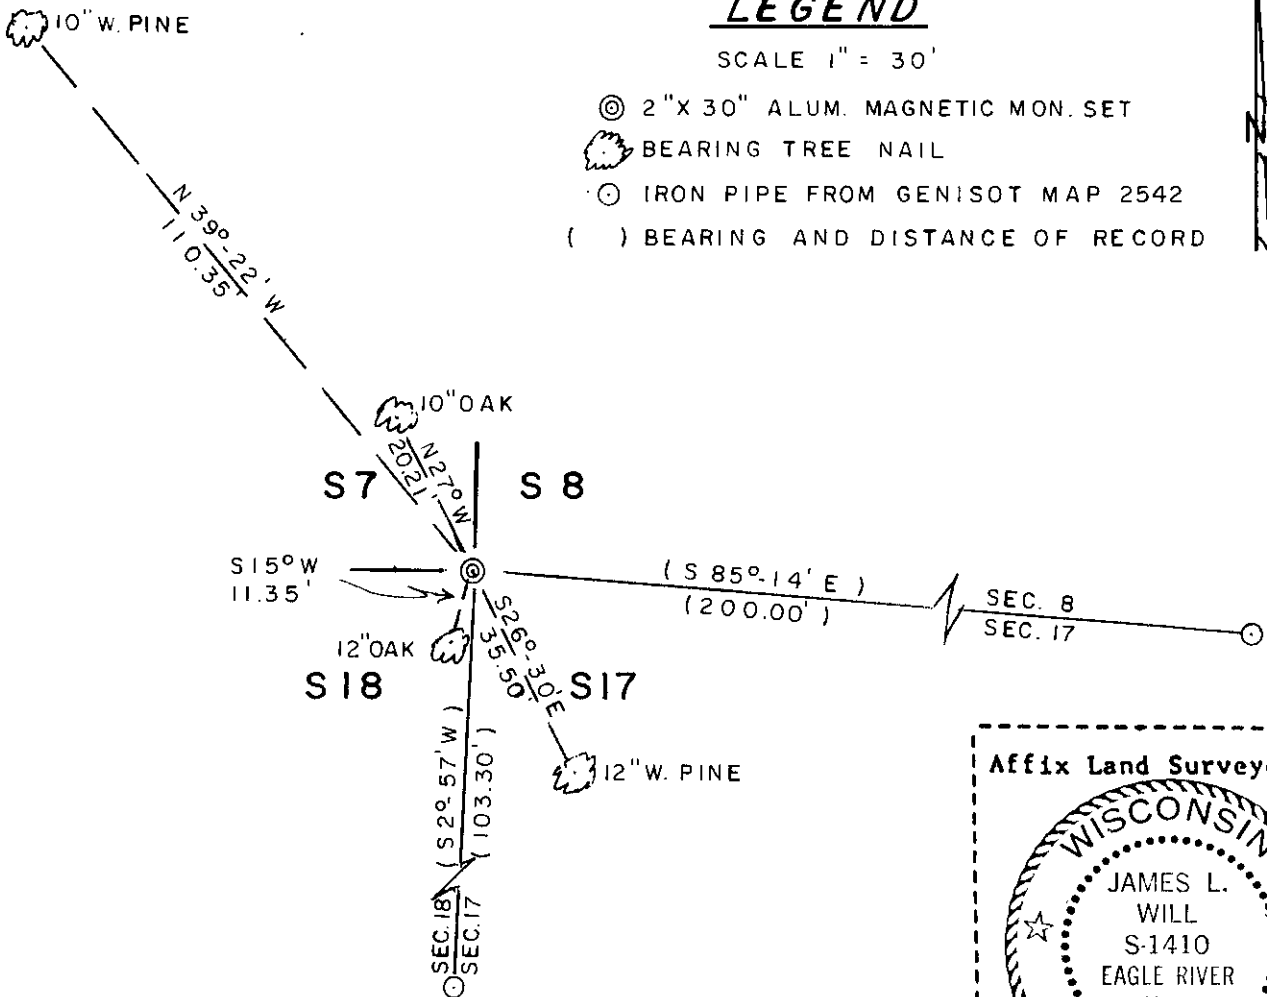 10" W. PINE
LEGEND
SCALE 1" = 30'
2" X 30" ALUM. MAGNETIC MON. SET
BEARING TREE NAIL
IRON PIPE FROM GENISOT MAP 2542
( ) BEARING AND DISTANCE OF RECORD
N
N 39°-22' W
110.35'
10" OAK
N 27° W
20.21'
S 7
S 8
S 15° W
11.35'
( S 85°-14' E )
(200.00')
SEC. 8
SEC. 17
12" OAK
S 26°-30' E
35.50'
S 18
S 17
12" W. PINE
( S 2°-57' W )
( 103.30' )
SEC. 18
SEC. 17
Affix Land Survey
WISCONSIN
JAMES L.
WILL
S-1410
EAGLE RIVER